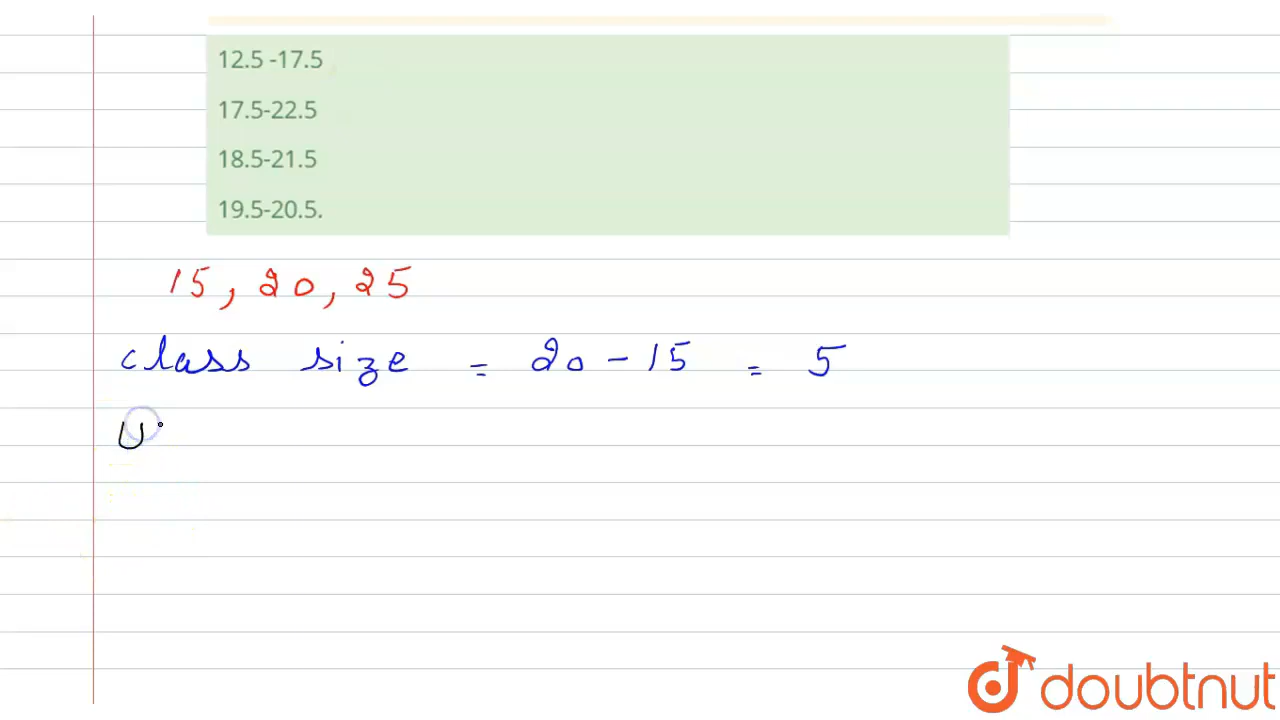 12.5 -17.5
17.5-22.5
18.5-21.5
19.5-20.5.
15, 20, 25
class size = 20 - 15 = 5
U
doubtnut